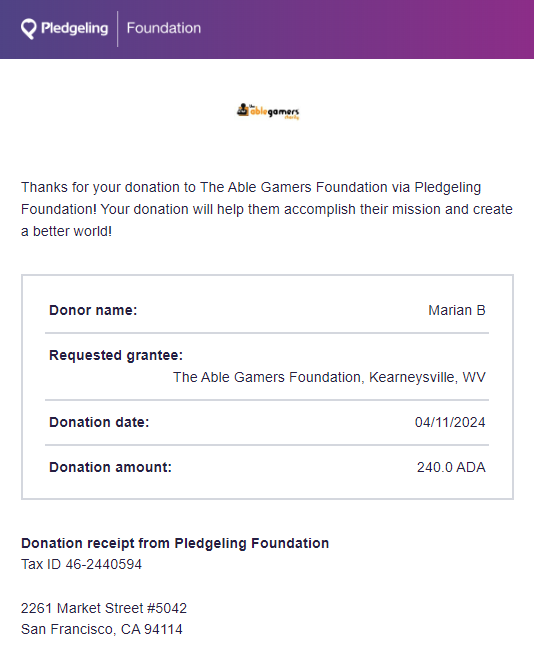 Pledgeling Foundation
the
ablegamers
charity
Thanks for your donation to The Able Gamers Foundation via Pledgeling
Foundation! Your donation will help them accomplish their mission and create
a better world!
Donor name: Marian B
Requested grantee:
The Able Gamers Foundation, Kearneysville, WV
Donation date: 04/11/2024
Donation amount: 240.0 ADA
Donation receipt from Pledgeling Foundation
Tax ID 46-2440594
2261 Market Street #5042
San Francisco, CA 94114